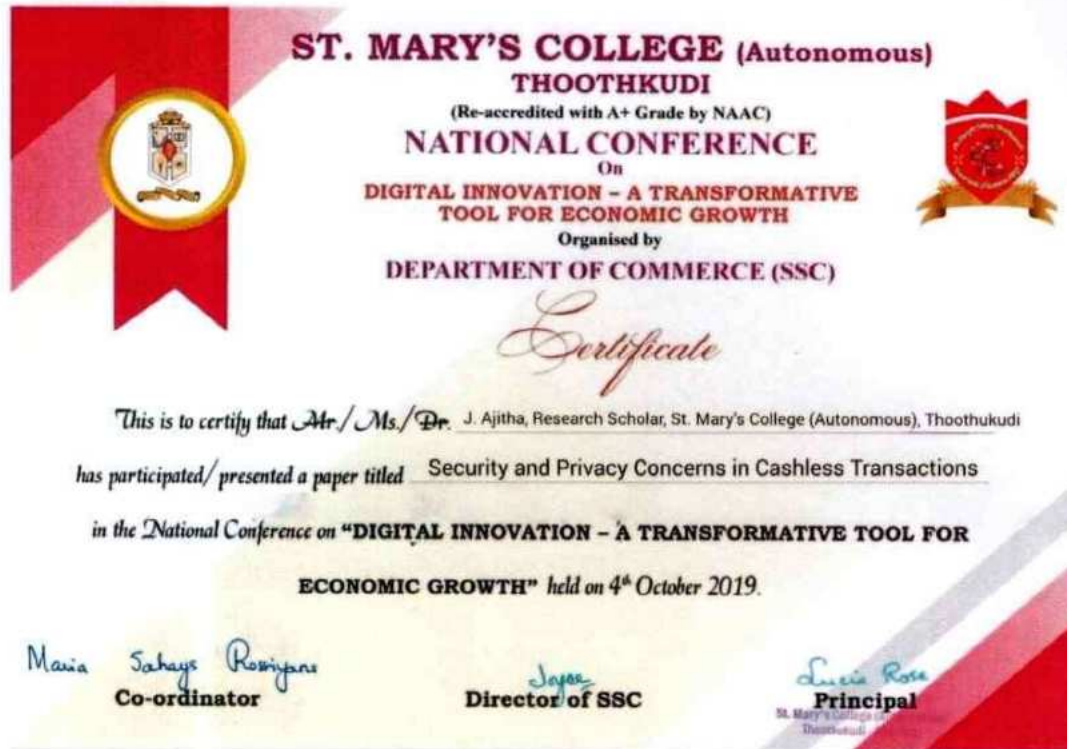 ST. MARY'S COLLEGE (Autonomous)
THOOTHKUDI
(Re-accredited with A+ Grade by NAAC)
NATIONAL CONFERENCE
On
DIGITAL INNOVATION – A TRANSFORMATIVE
TOOL FOR ECONOMIC GROWTH
Organised by
DEPARTMENT OF COMMERCE (SSC)
Certificate
This is to certify that Mr./Ms./Dr. J. Ajitha, Research Scholar, St. Mary's College (Autonomous), Thoothukudi
has participated/ presented a paper titled Security and Privacy Concerns in Cashless Transactions
in the National Conference on "DIGITAL INNOVATION – A TRANSFORMATIVE TOOL FOR
ECONOMIC GROWTH" held on 4th October 2019.
Maria
Co-ordinator
Director of SSC
Lucia Rose
Principal
St. Mary's College